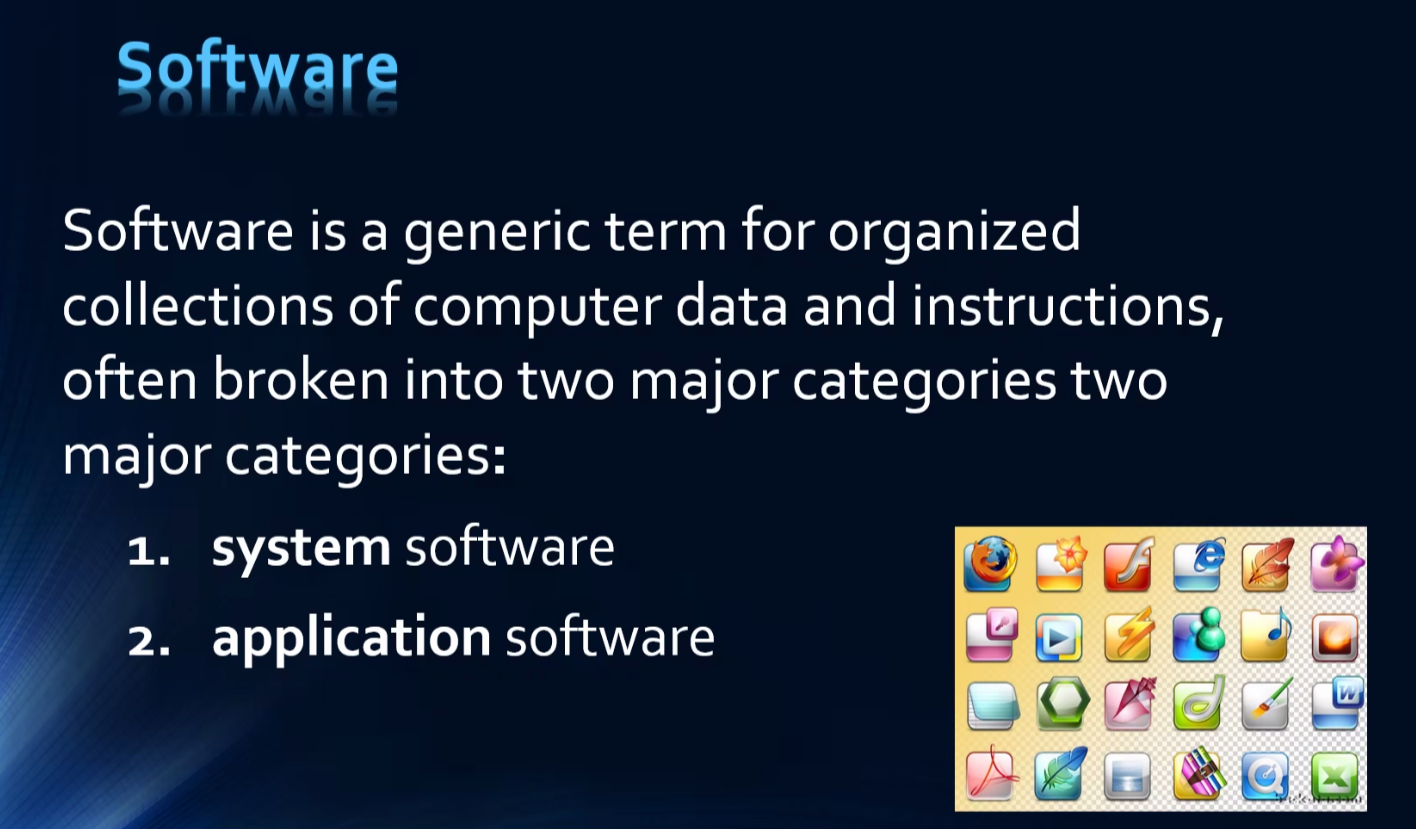 Software
Software is a generic term for organized
collections of computer data and instructions,
often broken into two major categories two
major categories:
1. system software
2. application software